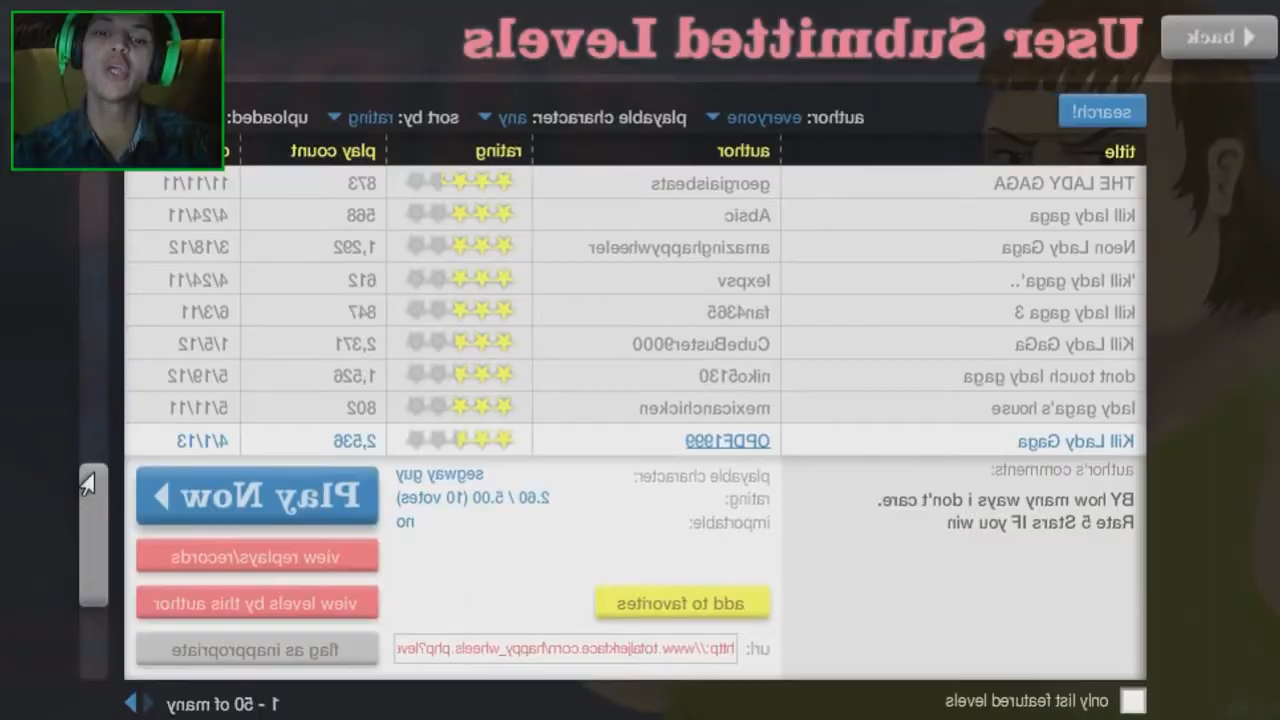 back
User Submitted Levels
search!
author: everyone playable character: any sort by: rating uploaded:
title author rating play count
THE LADY GAGA georgiaisbeats 873 11/11/11
kill lady gaga Absic 568 4/24/11
Neon Lady Gaga amazinghappywheeler 1,292 3/18/12
'kill lady gaga'.. lexpsv 612 4/24/11
kill lady gaga 3 fan4365 847 6/3/11
Kill Lady GaGa CubeBuster9000 2,371 1/5/12
dont touch lady gaga niko5130 1,526 5/19/12
lady gaga's house mexicanchicken 802 5/11/11
Kill Lady Gaga OPDF1999 2,536 4/1/13
author's comments:
BY how many ways i don't care.
Rate 5 Stars IF you win
playable character: segway guy
rating: 2.60 / 5.00 (10 votes)
importable: no
add to favorites
url: http://www.totaljerkface.com/happy_wheels.php?lev
Play Now
view replays/records
view levels by this author
flag as inappropriate
only list featured levels
1 - 50 of many